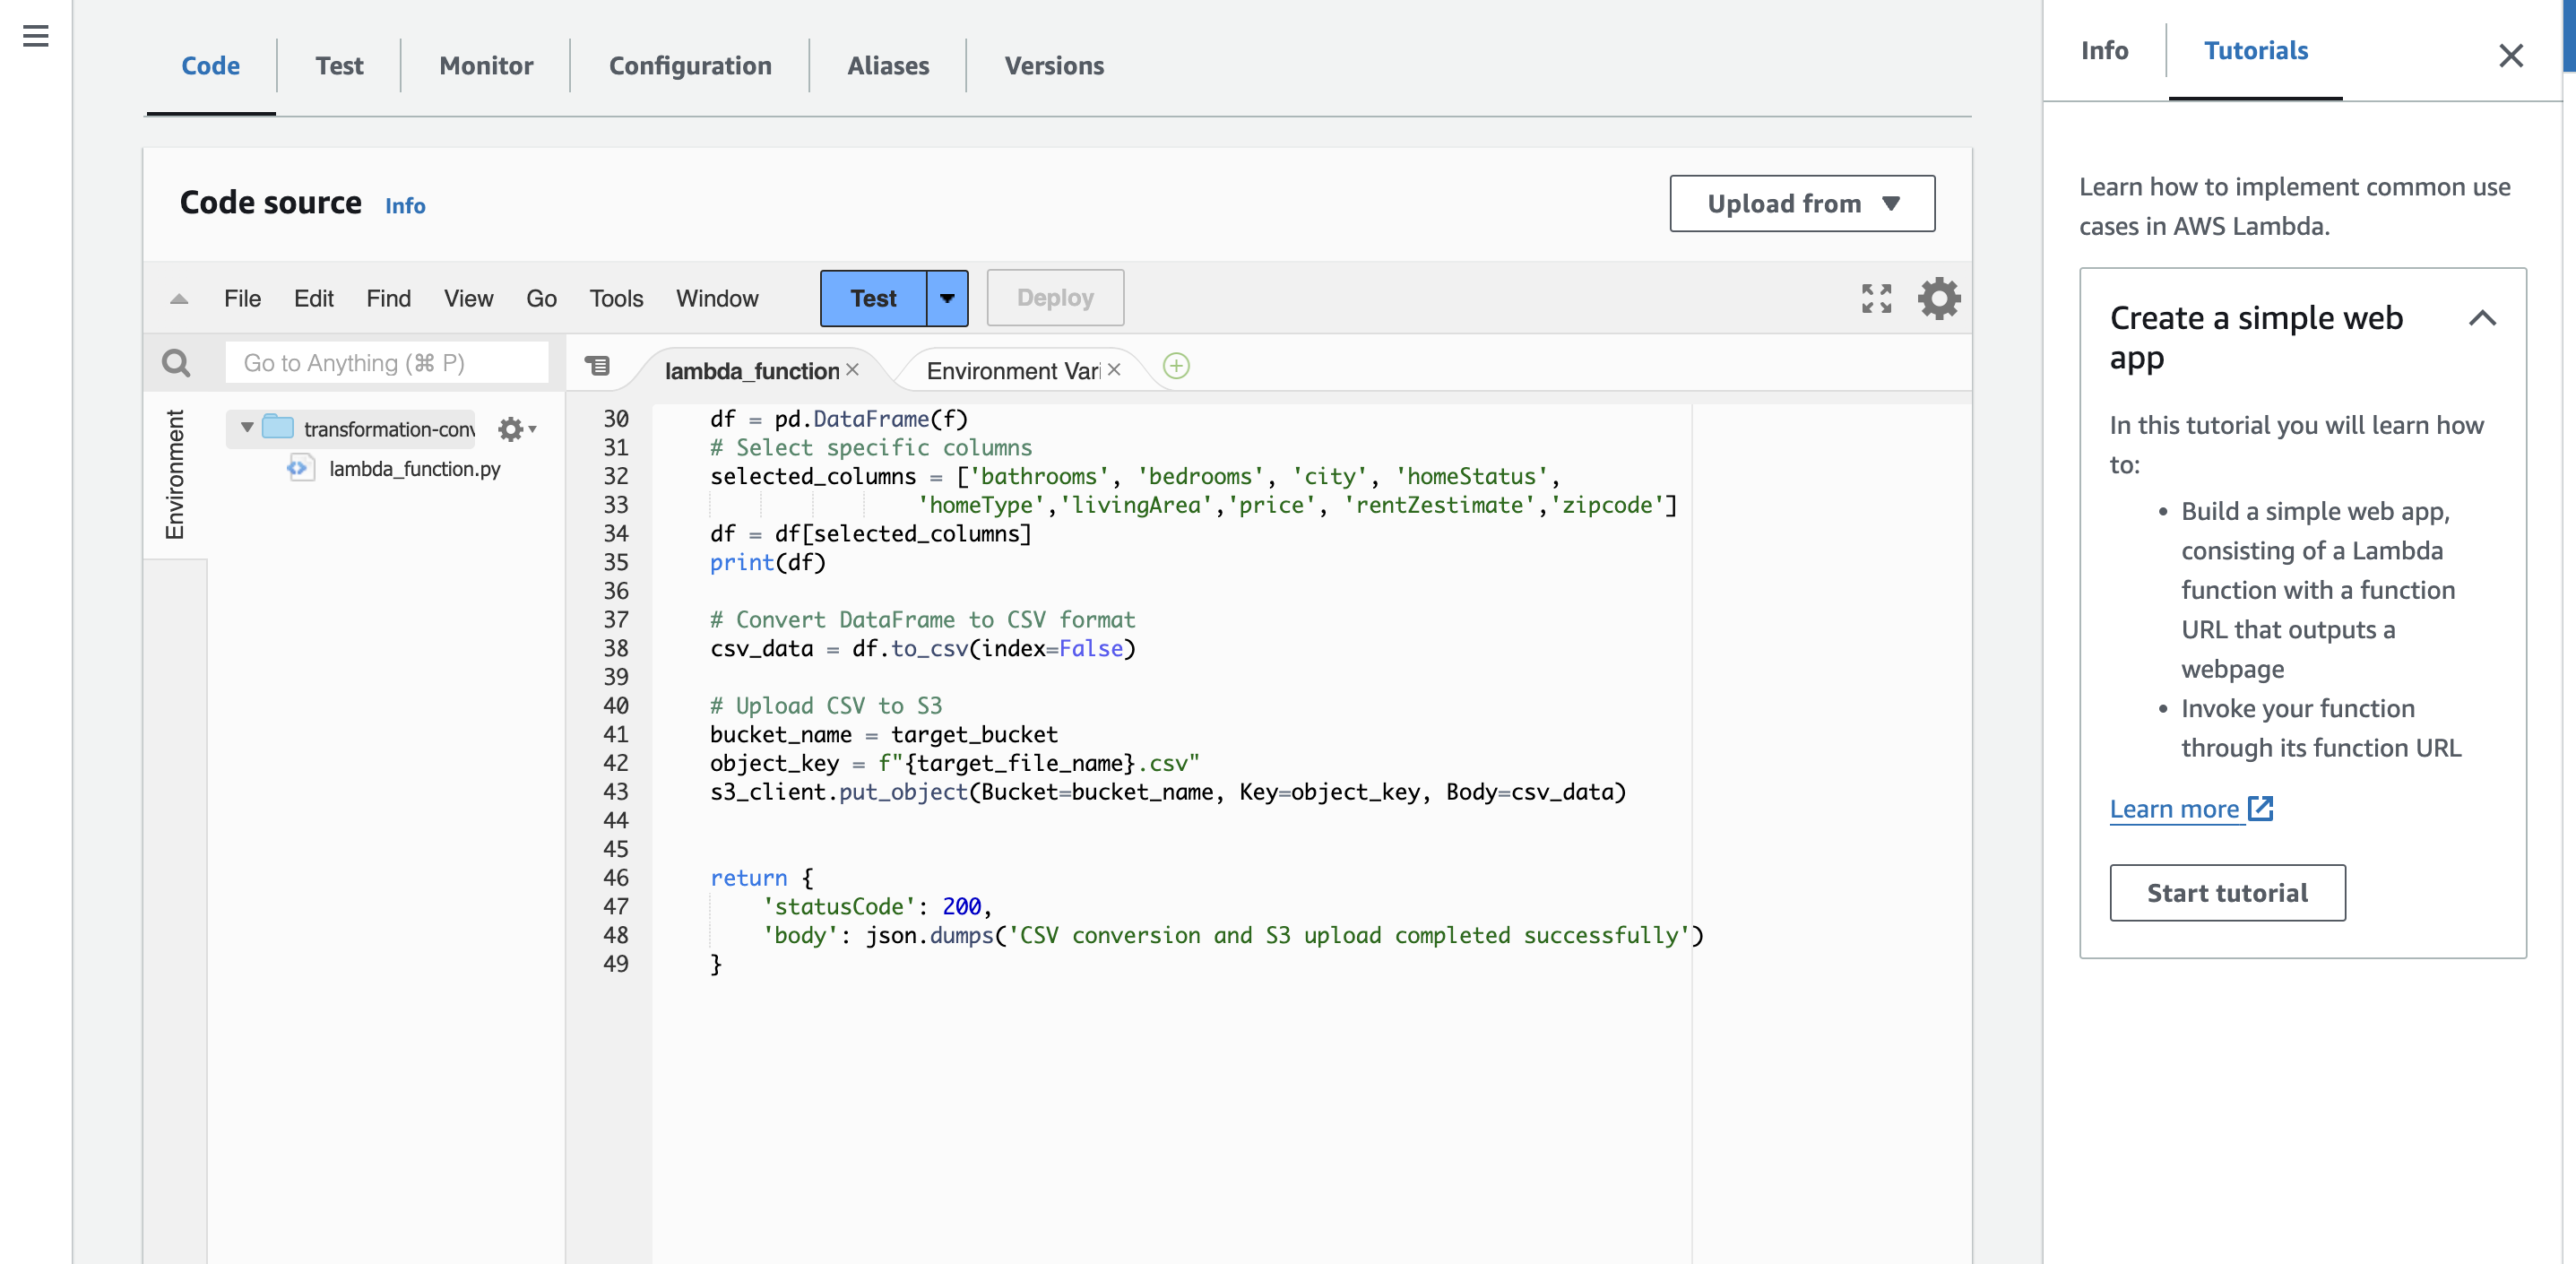 Code
Test
Monitor
Configuration
Aliases
Versions
Code source Info
Upload from
File Edit Find View Go Tools Window
Test
Deploy
Go to Anything (⌘ P)
Environment
transformation-conv
lambda_function.py
lambda_function
Environment Vari
30 df = pd.DataFrame(f)
31 # Select specific columns
32 selected_columns = ['bathrooms', 'bedrooms', 'city', 'homeStatus',
33 'homeType','livingArea','price', 'rentZestimate','zipcode']
34 df = df[selected_columns]
35 print(df)
36
37 # Convert DataFrame to CSV format
38 csv_data = df.to_csv(index=False)
39
40 # Upload CSV to S3
41 bucket_name = target_bucket
42 object_key = f"{target_file_name}.csv"
43 s3_client.put_object(Bucket=bucket_name, Key=object_key, Body=csv_data)
44
45
46 return {
47 'statusCode': 200,
48 'body': json.dumps('CSV conversion and S3 upload completed successfully')
49 }
Info
Tutorials
Learn how to implement common use
cases in AWS Lambda.
Create a simple web
app
In this tutorial you will learn how
to:
• Build a simple web app,
consisting of a Lambda
function with a function
URL that outputs a
webpage
• Invoke your function
through its function URL
Learn more
Start tutorial